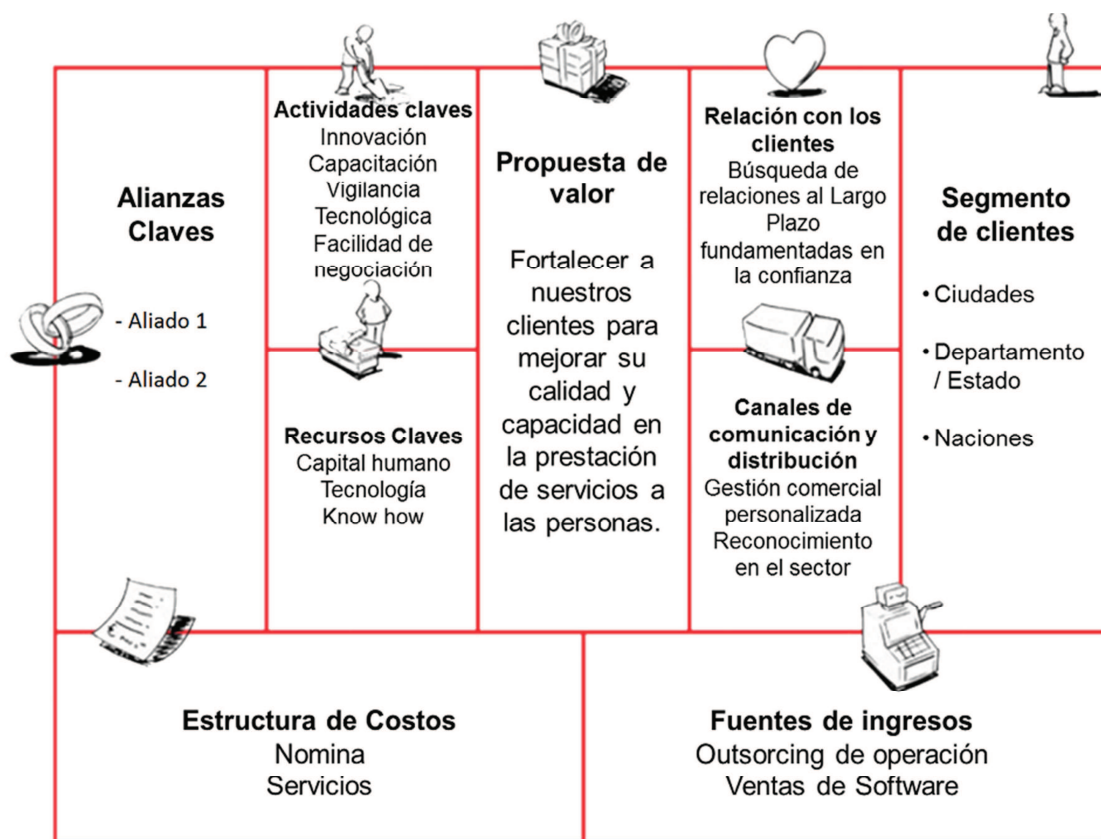 Alianzas
Claves
- Aliado 1
- Aliado 2
Actividades claves
Innovación
Capacitación
Vigilancia
Tecnológica
Facilidad de
negociación
Recursos Claves
Capital humano
Tecnología
Know how
Propuesta de
valor
Fortalecer a
nuestros
clientes para
mejorar su
calidad y
capacidad en
la prestación
de servicios a
las personas.
Relación con los
clientes
Búsqueda de
relaciones al Largo
Plazo
fundamentadas en
la confianza
Canales de
comunicación y
distribución
Gestión comercial
personalizada
Reconocimiento
en el sector
Segmento
de clientes
• Ciudades
• Departamento
/ Estado
• Naciones
Estructura de Costos
Nomina
Servicios
Fuentes de ingresos
Outsorcing de operación
Ventas de Software